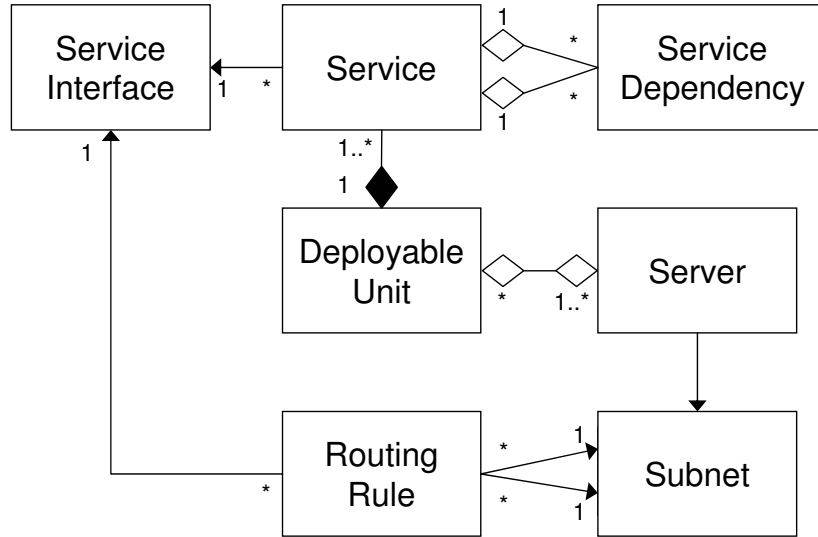 Service
Interface
1
*
Service
1
*
1
*
Service
Dependency
1
1..*
1
Deployable
Unit
*
1..*
Server
*
Routing
Rule
*
1
*
1
Subnet